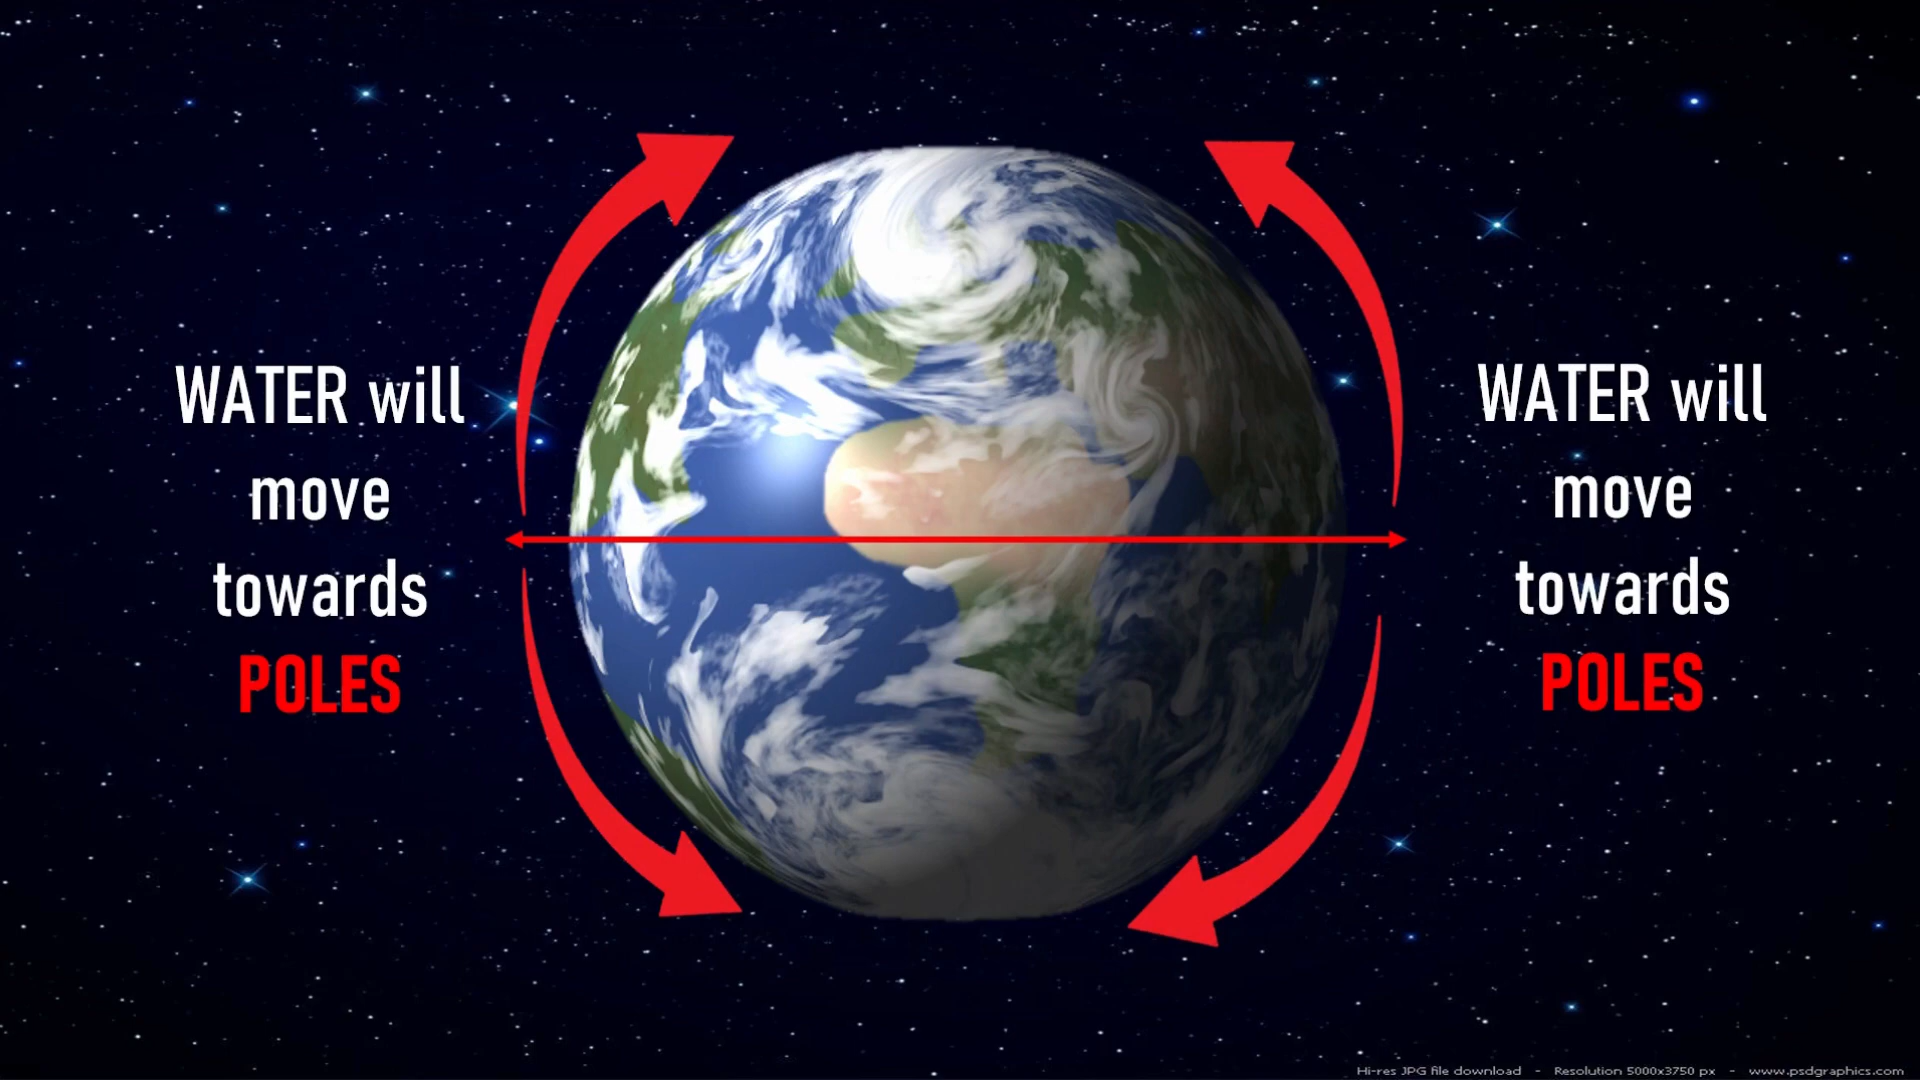 WATER will
move
towards
POLES
WATER will
move
towards
POLES
Hi-res JPG file download - Resolution 5000x3750 px - www.psdgraphics.com